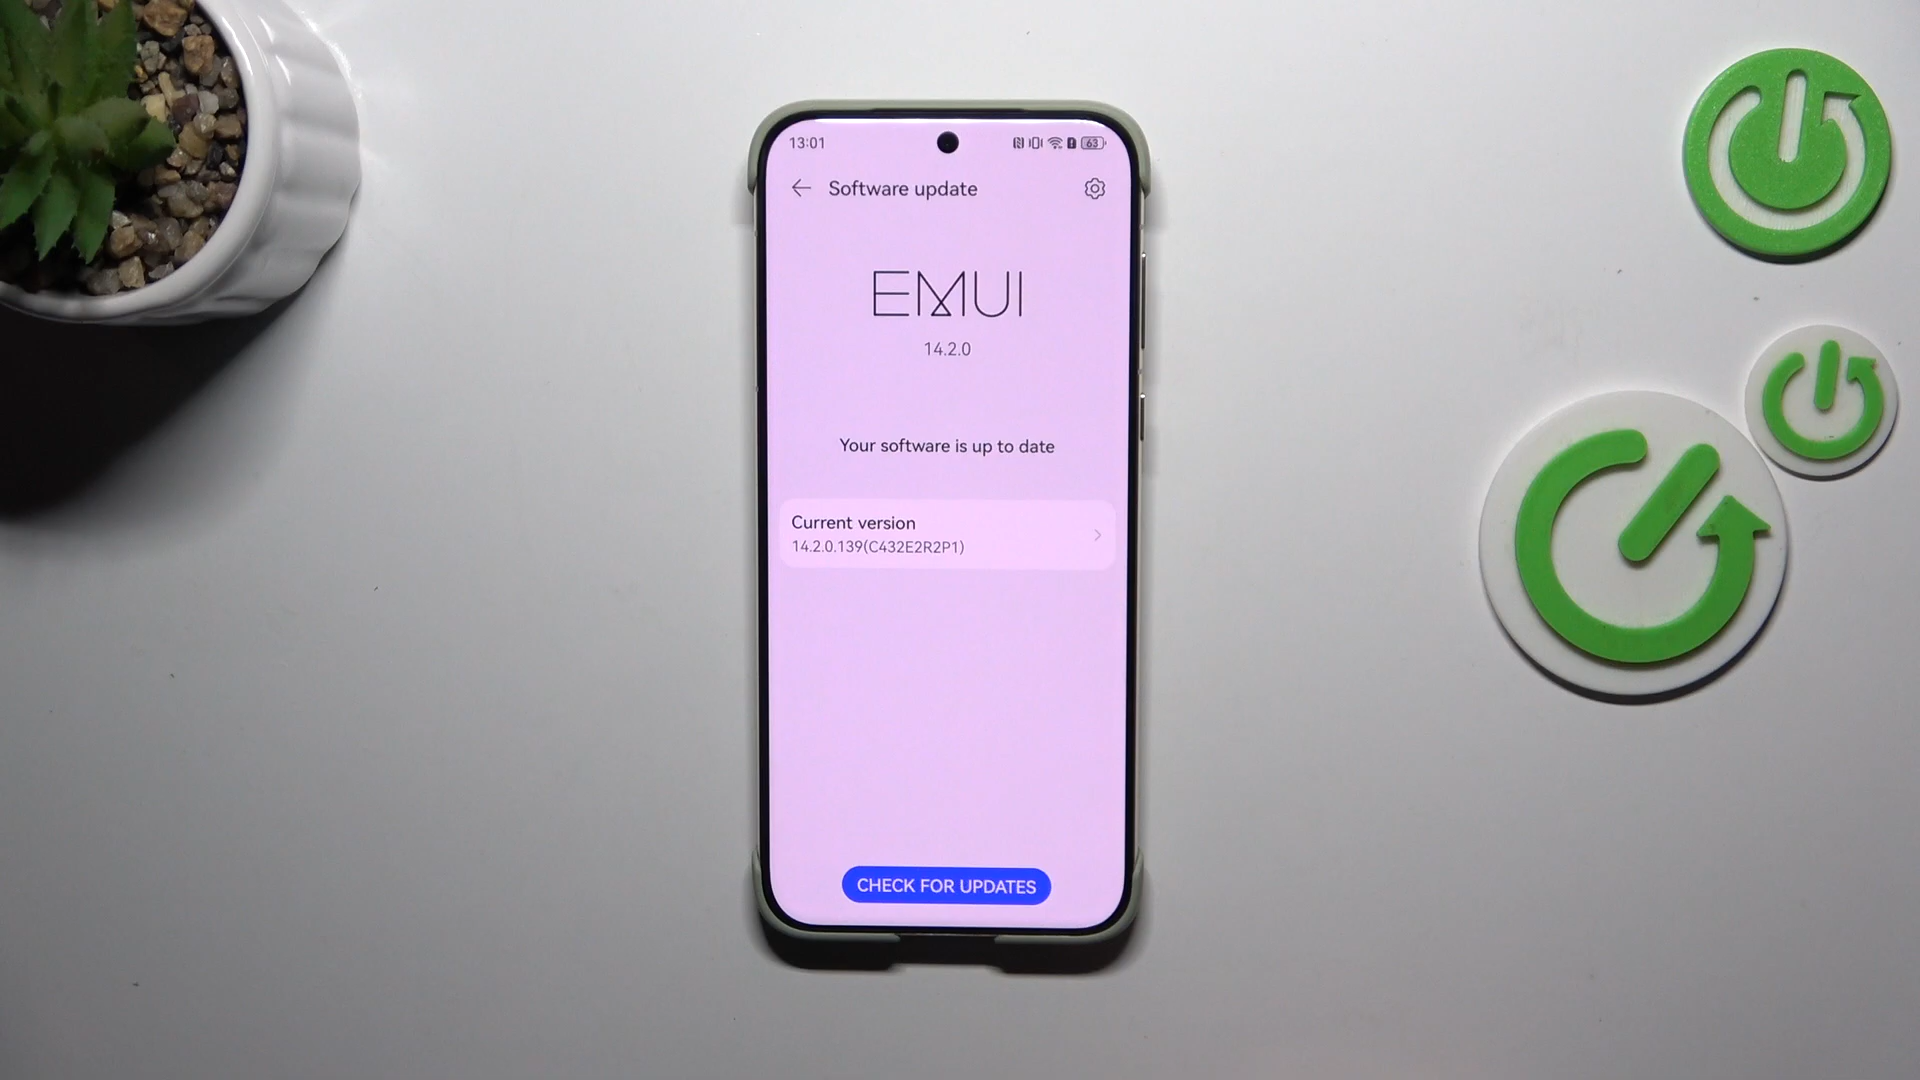 13:01
63
Software update
EMUI
14.2.0
Your software is up to date
Current version
14.2.0.139(C432E2R2P1)
CHECK FOR UPDATES